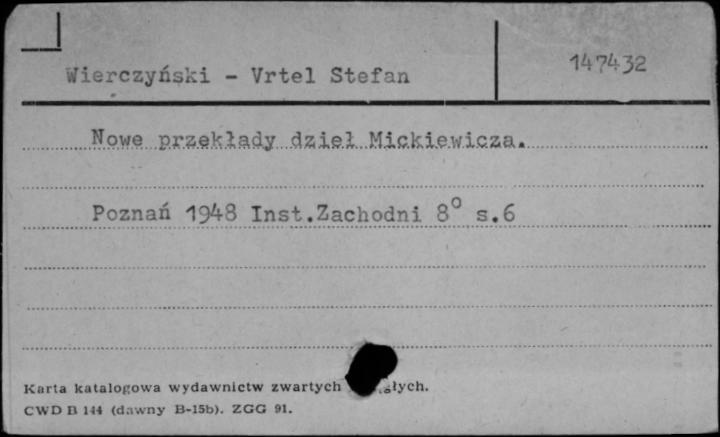 Wierczyński - Vrtel Stefan
147432
Nowe przekłady dzieł Mickiewicza.
Poznań 1948 Inst.Zachodni 8° s.6
Karta katalogowa wydawnictw zwartych
CWD B 144 (dawny B-15b). ZGG 91.